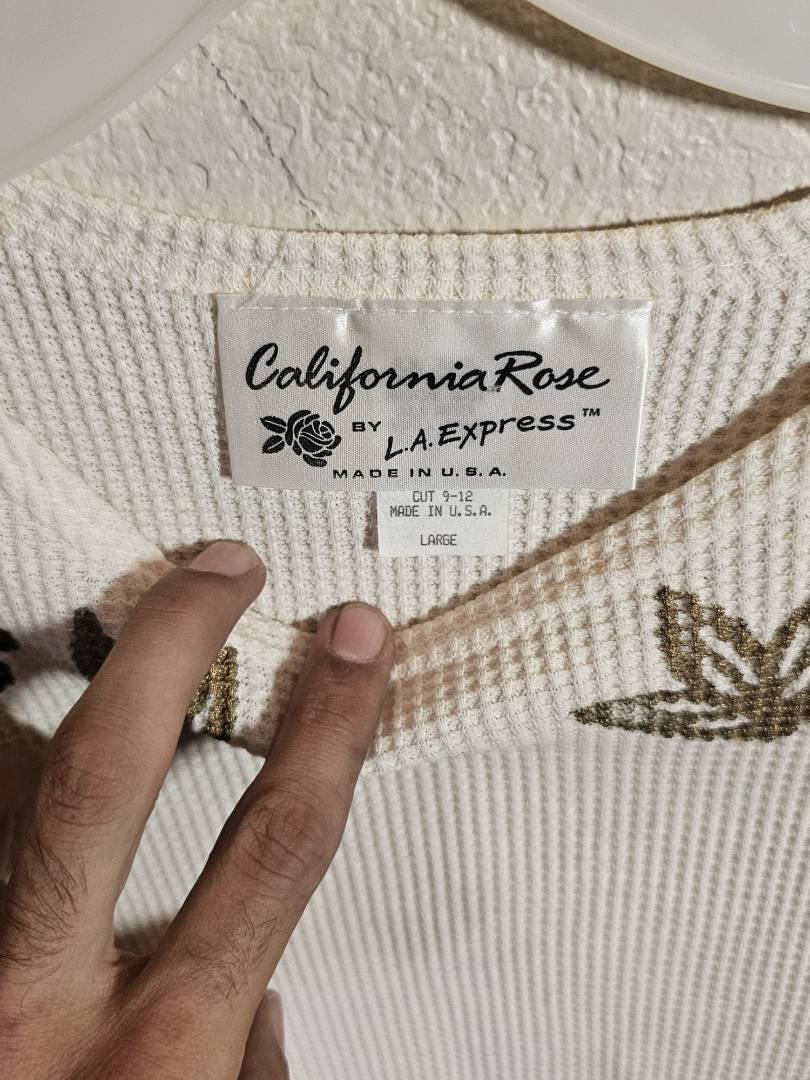 California Rose
BY L.A. EXPress™
MADE IN U.S.A.
CUT 9-12
MADE IN U.S.A.
LARGE